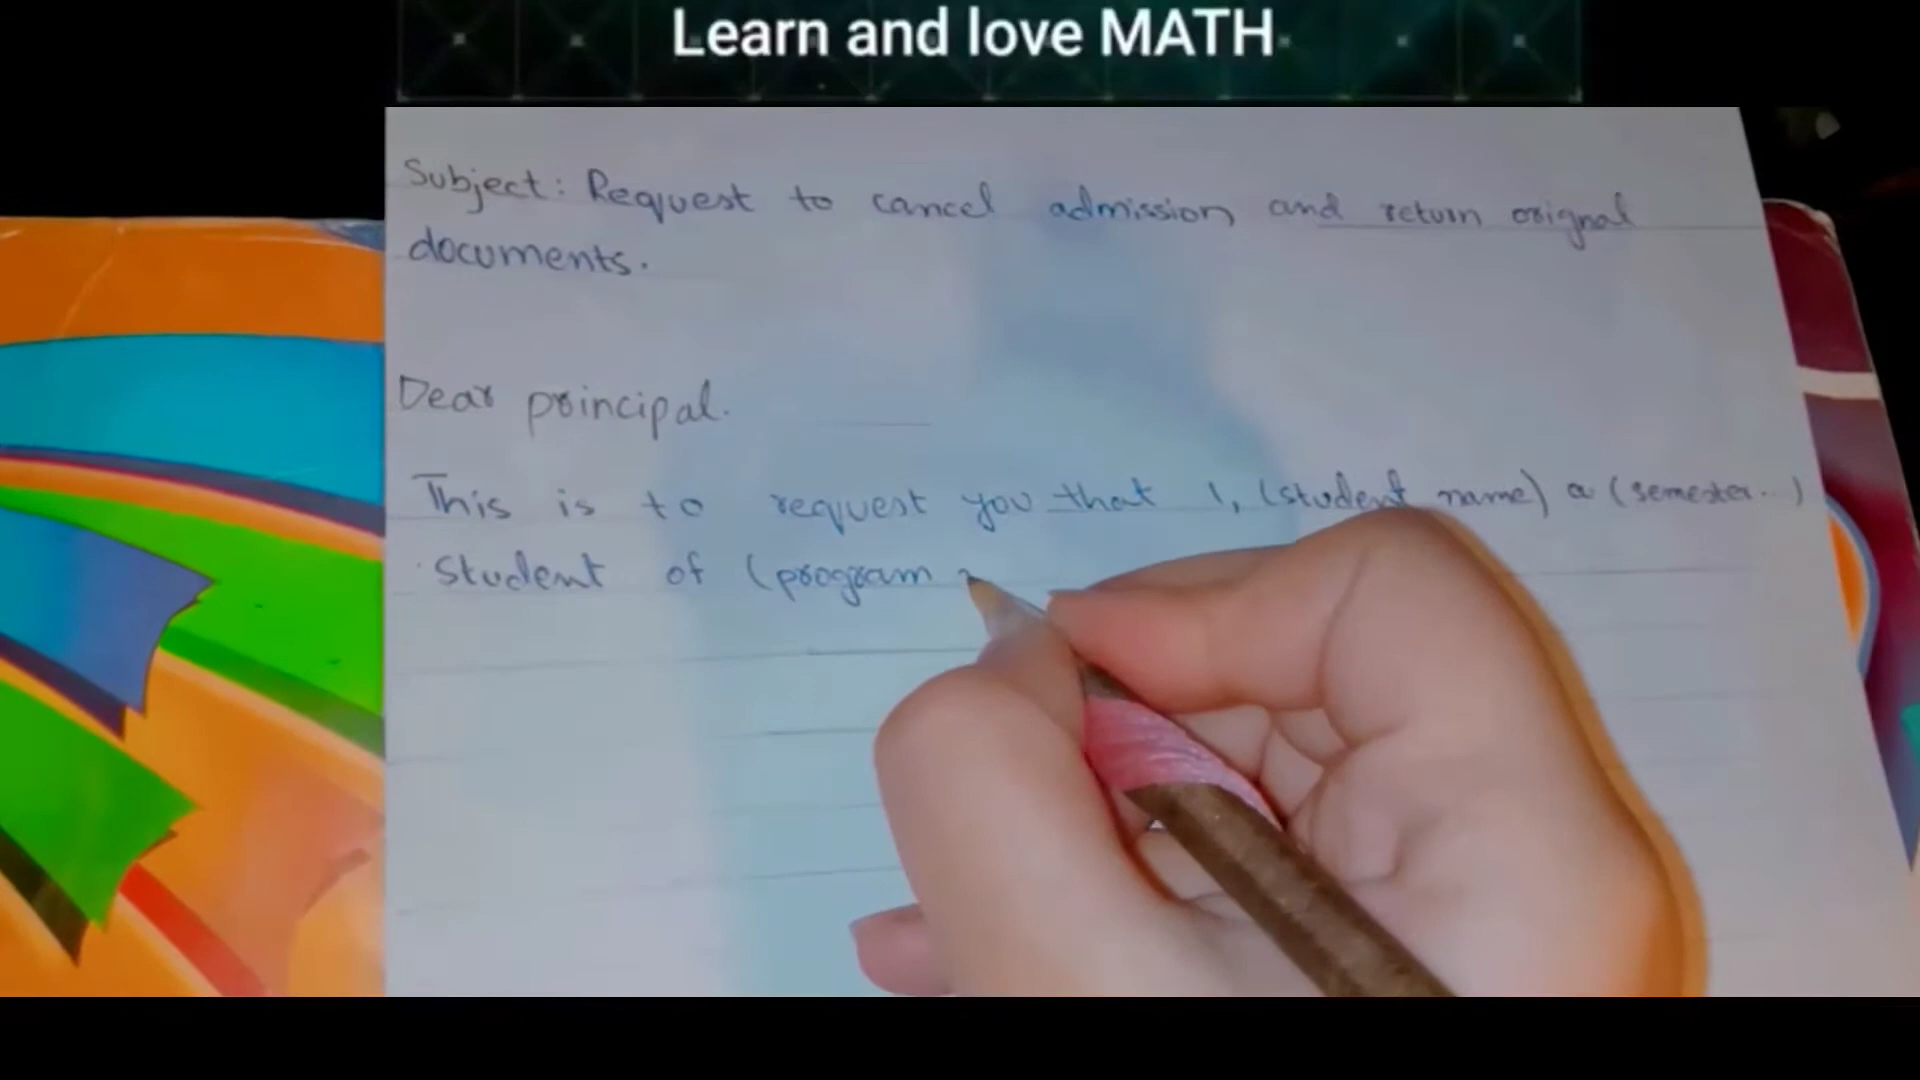 Learn and love MATH
Subject: Request to cancel admission and return orignal
documents.
Dear principal.
This is to request you that I, (student name) a (semester..)
student of (program